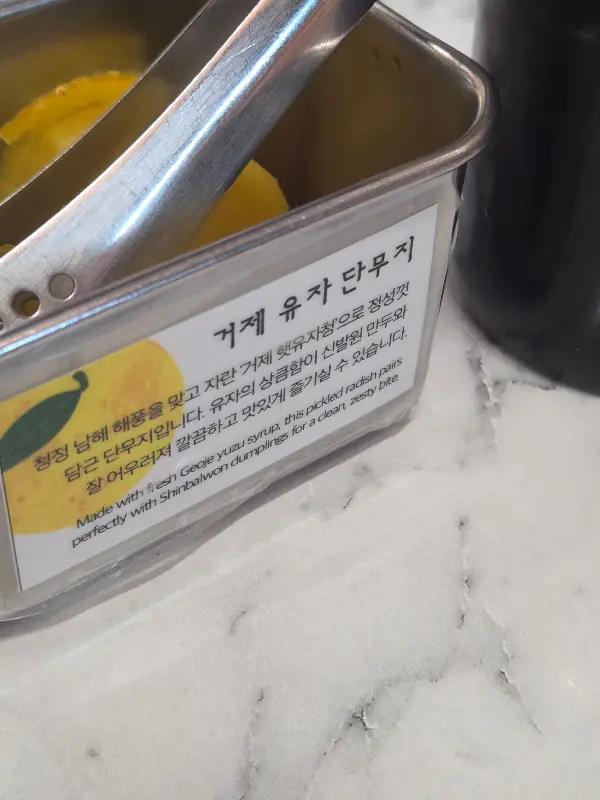 거제 유자 단무지
청정 남해 해풍을 맞고 자란 '거제 햇유자청'으로 정성껏
담근 단무지입니다. 유자의 상큼함이 신발원 만두와
잘 어우러져 깔끔하고 맛있게 즐기실 수 있습니다.
Made with fresh Geoje yuzu syrup, this pickled radish pairs
perfectly with Shinbalwon dumplings for a clean, zesty bite.